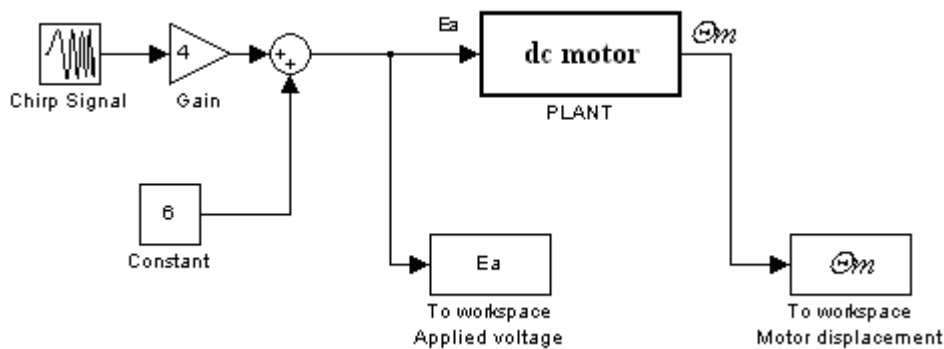 Ea
Θm
4
+
+
dc motor
Chirp Signal
Gain
PLANT
6
Constant
Ea
Θm
To workspace
Applied voltage
To workspace
Motor displacement